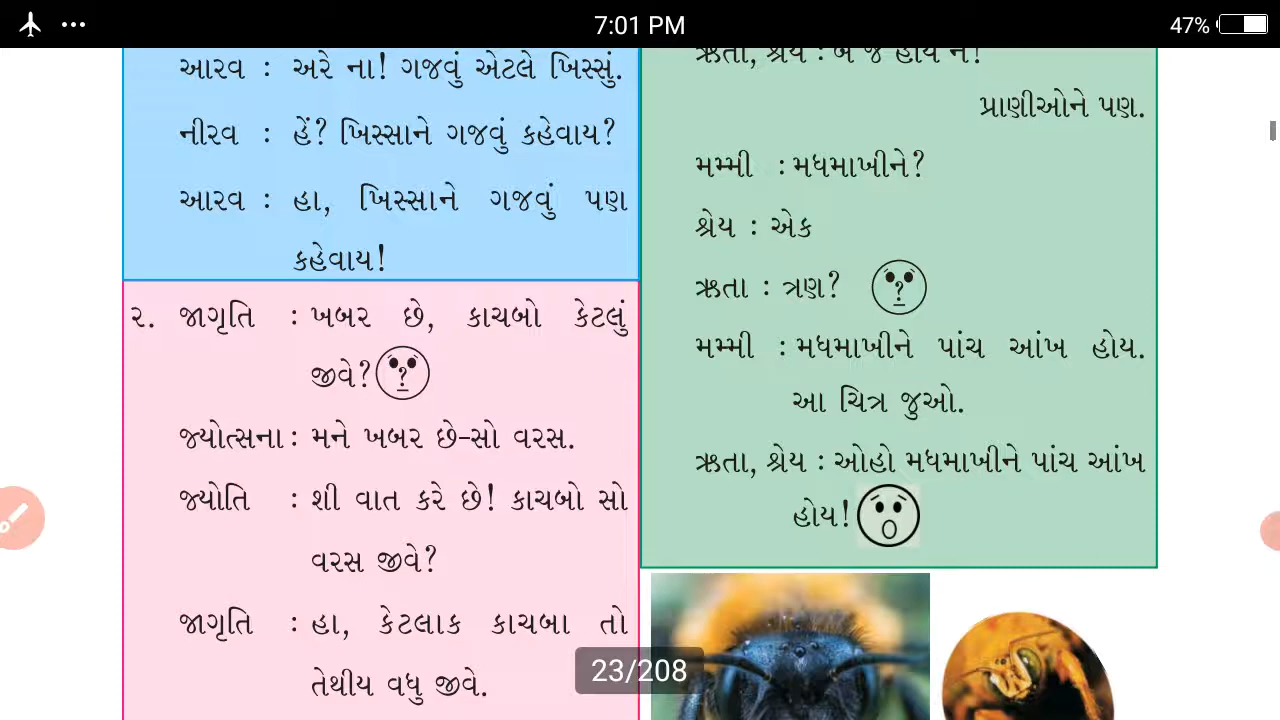 7:01 PM
47%
આરવ : અરે ના! ગજવું એટલે ખિસ્સું.
નીરવ : હેં? ખિસ્સાને ગજવું કહેવાય?
આરવ : હા, ખિસ્સાને ગજવું પણ
કહેવાય!
૨. જાગૃતિ : ખબર છે, કાચબો કેટલું
જીવે?
જ્યોત્સના : મને ખબર છે-સો વરસ.
જ્યોતિ : શી વાત કરે છે! કાચબો સો
વરસ જીવે?
જાગૃતિ : હા, કેટલાક કાચબા તો
તેથીય વધુ જીવે.
ઋતા, શ્રેય : બે જ હોય ને!
પ્રાણીઓને પણ.
મમ્મી : મધમાખીને?
શ્રેય : એક
ઋતા : ત્રણ?
મમ્મી : મધમાખીને પાંચ આંખ હોય.
આ ચિત્ર જુઓ.
ઋતા, શ્રેય : ઓહો મધમાખીને પાંચ આંખ
હોય!
23/208